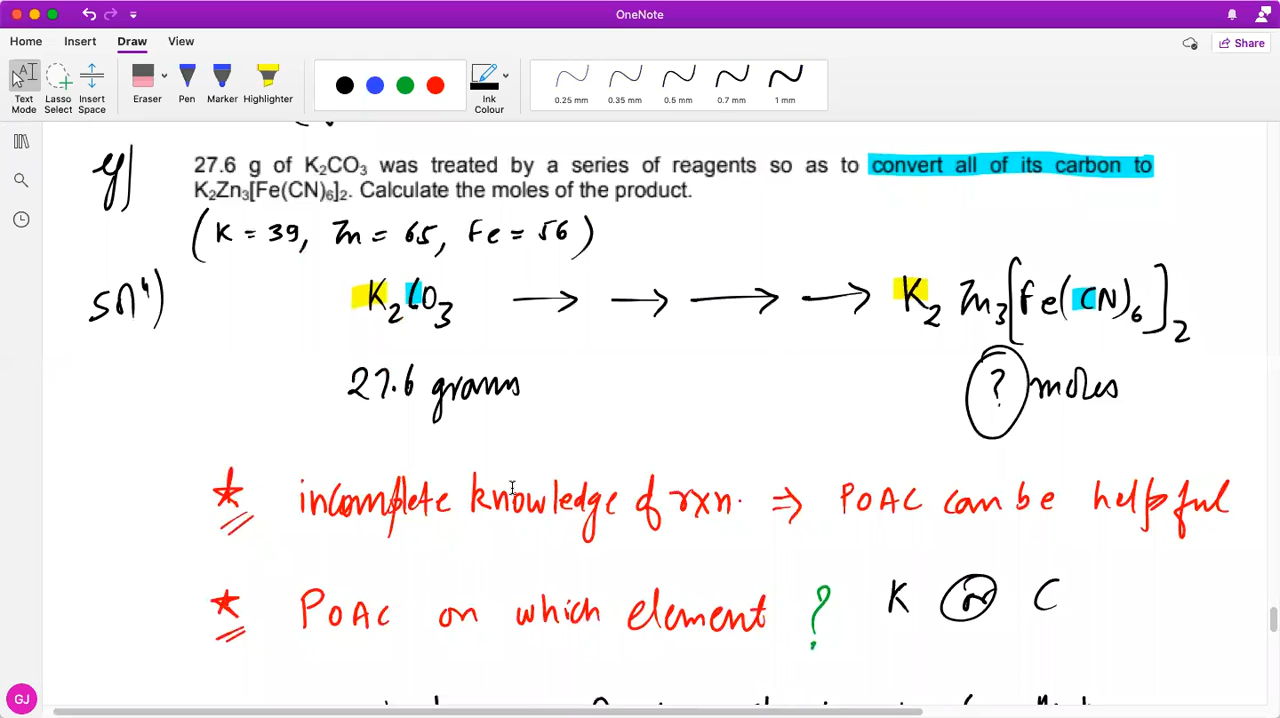 OneNote
Home Insert Draw View
Share
Text Mode
Lasso Select
Insert Space
Eraser
Pen
Marker
Highlighter
Ink Colour
0.25 mm 0.35 mm 0.5 mm 0.7 mm 1 mm
27.6 g of K₂CO₃ was treated by a series of reagents so as to convert all of its carbon to
K₂Zn₃[Fe(CN)₆]₂. Calculate the moles of the product.
(K = 39, Zn = 65, Fe = 56)
solⁿ) K₂CO₃ → → → → K₂ Zn₃[Fe(CN)₆]₂
27.6 grams ? moles
* incomplete knowledge of rxn. ⇒ POAC can be helpful
* POAC on which element ? K or C
GJ